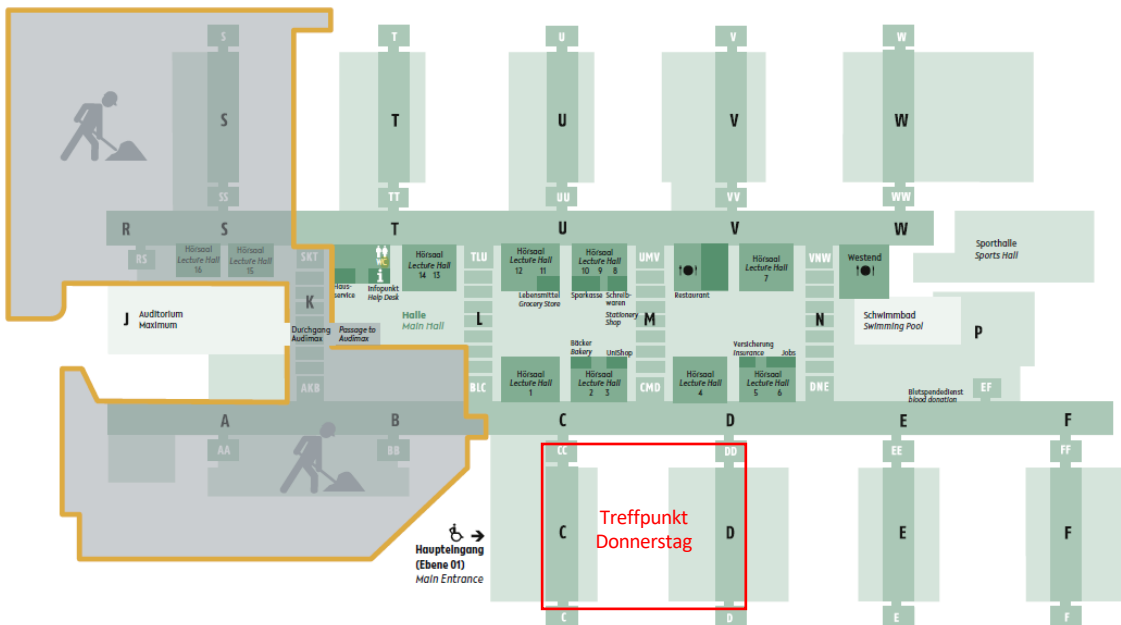 S
T
U
V
W
S
T
U
V
W
SS
TT
UU
VV
WW
R
S
T
U
V
W
RS
Hörsaal
Lecture Hall
16
Hörsaal
Lecture Hall
15
SKT
Haus-
service
WC
i
Infopunkt
Help Desk
Hörsaal
Lecture Hall
14 13
TLU
Hörsaal
Lecture Hall
12 11
Lebensmittel
Grocery Store
Hörsaal
Lecture Hall
10 9 8
Sparkasse
Schreib-
waren
Stationery
Shop
UMV
Restaurant
Hörsaal
Lecture Hall
7
VNW
Westend
Sporthalle
Sports Hall
J
Auditorium
Maximum
K
Durchgang
Audimax
Passage to
Audimax
Halle
Main Hall
L
M
N
Schwimmbad
Swimming Pool
P
Bäcker
Bakery
UniShop
Versicherung
Insurance
Jobs
AKB
BLC
Hörsaal
Lecture Hall
1
Hörsaal
Lecture Hall
2 3
CMD
Hörsaal
Lecture Hall
4
Hörsaal
Lecture Hall
5 6
DNE
Blutspendedienst
blood donation
EF
A
B
C
D
E
F
AA
BB
CC
DD
EE
FF
Treffpunkt
Donnerstag
C
D
E
F
Haupteingang
(Ebene 01)
Main Entrance
C
D
E
F